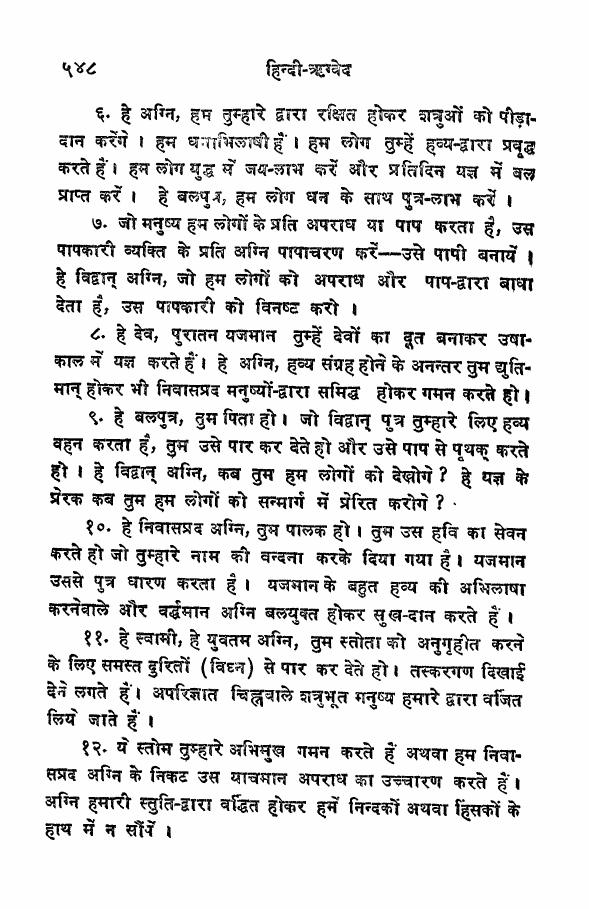 ५४८ हिन्दी-ऋग्वेद
६. हे अग्नि, हम तुम्हारे द्वारा रक्षित होकर शत्रुओं को पीड़ा-
दान करेंगे । हम धनाभिलाषी हैं । हम लोग तुम्हें हव्य-द्वारा प्रवृद्ध
करते हैं । हम लोग युद्ध में जय-लाभ करें और प्रतिदिन यज्ञ में बल
प्राप्त करें । हे बलपुत्र, हम लोग धन के साथ पुत्र-लाभ करें ।
७. जो मनुष्य हम लोगों के प्रति अपराध या पाप करता है, उस
पापकारी व्यक्ति के प्रति अग्नि पापाचरण करें--उसे पापी बनायें ।
हे विद्वान् अग्नि, जो हम लोगों को अपराध और पाप-द्वारा बाधा
देता है, उस पापकारी को विनष्ट करो ।
८. हे देव, पुरातन यजमान तुम्हें देवों का दूत बनाकर उषा-
काल में यज्ञ करते हैं । हे अग्नि, हव्य संग्रह होने के अनन्तर तुम द्युति-
मान् होकर भी निवासप्रद मनुष्यों-द्वारा समिद्ध होकर गमन करते हो ।
९. हे बलपुत्र, तुम पिता हो । जो विद्वान् पुत्र तुम्हारे लिए हव्य
वहन करता है, तुम उसे पार कर देते हो और उसे पाप से पृथक् करते
हो । हे विद्वान् अग्नि, कब तुम हम लोगों को देखोगे ? हे यज्ञ के
प्रेरक कब तुम हम लोगों को सन्मार्ग में प्रेरित करोगे ?
१०. हे निवासप्रद अग्नि, तुम पालक हो । तुम उस हवि का सेवन
करते हो जो तुम्हारे नाम की वन्दना करके दिया गया है । यजमान
उससे पुत्र धारण करता है । यजमान के बहुत हव्य की अभिलाषा
करनेवाले और वर्द्धमान अग्नि बलयुक्त होकर सुख-दान करते हैं ।
११. हे स्वामी, हे युवतम अग्नि, तुम स्तोता को अनुगृहीत करने
के लिए समस्त दुरितों (विघ्न) से पार कर देते हो । तस्करगण दिखाई
देने लगते हैं । अपरिज्ञात चिह्नवाले शत्रुभूत मनुष्य हमारे द्वारा वर्जित
लिये जाते हैं ।
१२. ये स्तोम तुम्हारे अभिमुख गमन करते हैं अथवा हम निवा-
सप्रद अग्नि के निकट उस याचमान अपराध का उच्चारण करते हैं ।
अग्नि हमारी स्तुति-द्वारा वर्द्धित होकर हमें निन्दकों अथवा हिंसकों के
हाथ में न सौंपें ।